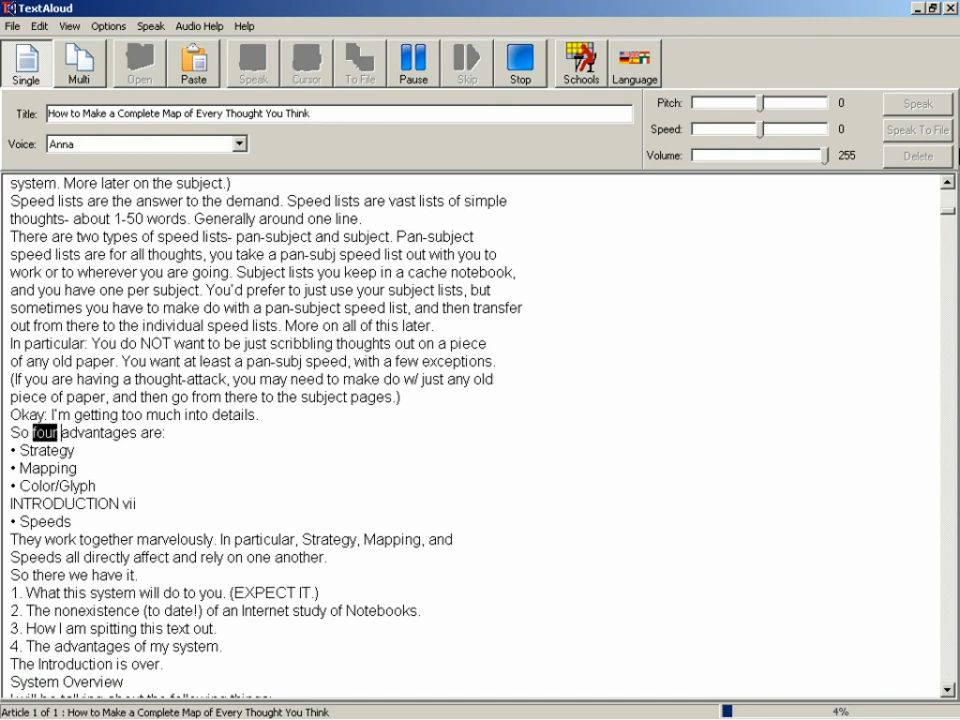 TextAloud
File Edit View Options Speak Audio Help Help
Single Multi Open Paste Speak Cursor To File Pause Skip Stop Schools Language
Title: How to Make a Complete Map of Every Thought You Think
Voice: Anna
Pitch: 0 Speak
Speed: 0 Speak To File
Volume: 255 Delete
system. More later on the subject.)
Speed lists are the answer to the demand. Speed lists are vast lists of simple
thoughts- about 1-50 words. Generally around one line.
There are two types of speed lists- pan-subject and subject. Pan-subject
speed lists are for all thoughts, you take a pan-subj speed list out with you to
work or to wherever you are going. Subject lists you keep in a cache notebook,
and you have one per subject. You'd prefer to just use your subject lists, but
sometimes you have to make do with a pan-subject speed list, and then transfer
out from there to the individual speed lists. More on all of this later.
In particular: You do NOT want to be just scribbling thoughts out on a piece
of any old paper. You want at least a pan-subj speed, with a few exceptions.
(If you are having a thought-attack, you may need to make do w/ just any old
piece of paper, and then go from there to the subject pages.)
Okay: I'm getting too much into details.
So four advantages are:
• Strategy
• Mapping
• Color/Glyph
INTRODUCTION vii
• Speeds
They work together marvelously. In particular, Strategy, Mapping, and
Speeds all directly affect and rely on one another.
So there we have it.
1. What this system will do to you. (EXPECT IT.)
2. The nonexistence (to date!) of an Internet study of Notebooks.
3. How I am spitting this text out.
4. The advantages of my system.
The Introduction is over.
System Overview
I will be talking about the following things:
Article 1 of 1 : How to Make a Complete Map of Every Thought You Think 4%